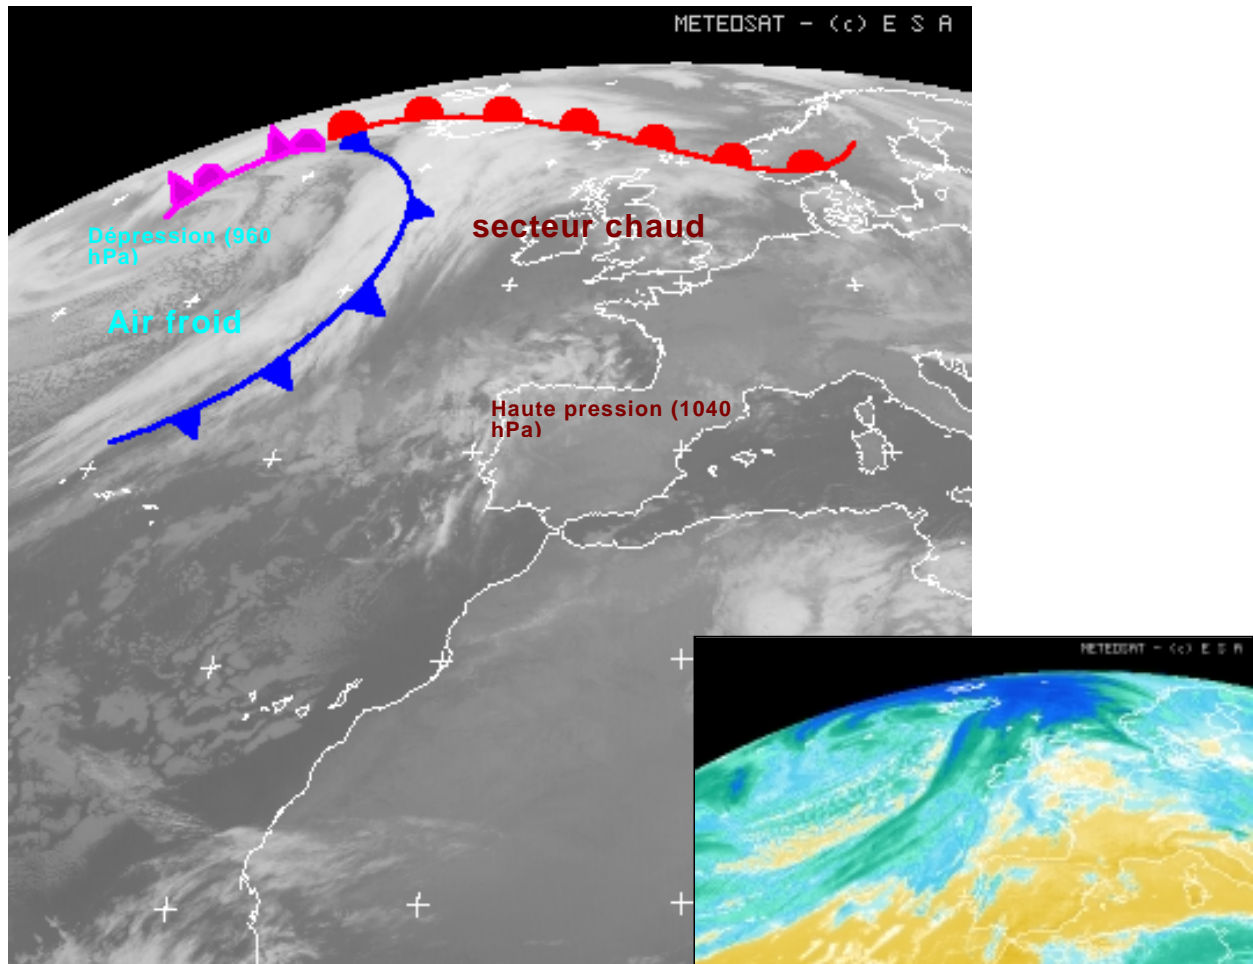 METEOSAT - (c) E S A
secteur chaud
Dépression (960
hPa)
Air froid
Haute pression (1040
hPa)
METEOSAT - (c) E S A